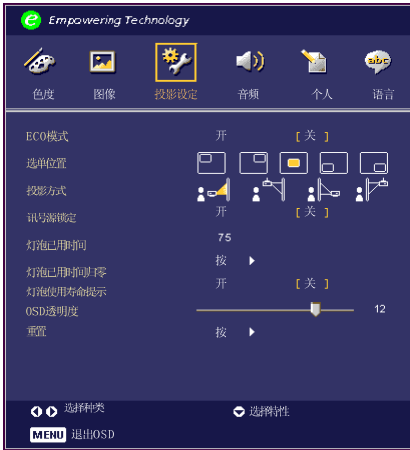 e Empowering Technology
色度 图像 投影设定 音频 个人 语言
abc
ECO模式 开 [ 关 ]
选单位置
投影方式
讯号源锁定 开 [ 关 ]
灯泡已用时间 75
灯泡已用时间归零 按
灯泡使用寿命提示 开 [ 关 ]
OSD透明度 12
重置 按
选择种类 选择特性
MENU 退出OSD